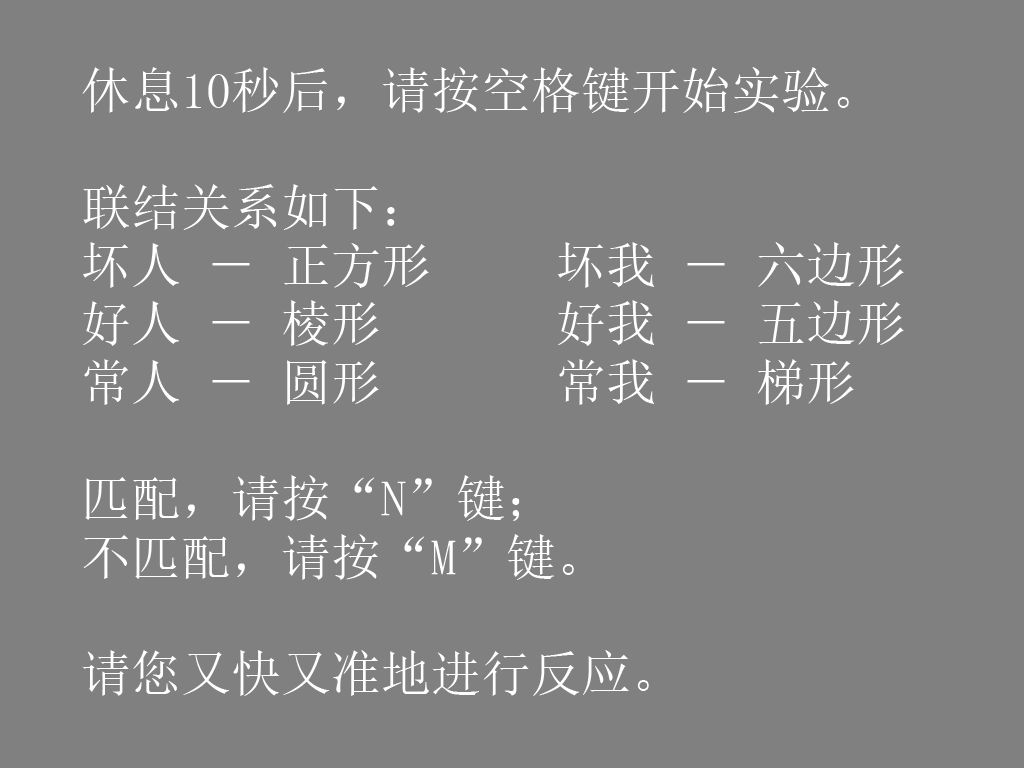 休息10秒后，请按空格键开始实验。
联结关系如下：
坏人 － 正方形 坏我 － 六边形
好人 － 棱形 好我 － 五边形
常人 － 圆形 常我 － 梯形
匹配，请按“N”键；
不匹配，请按“M”键。
请您又快又准地进行反应。